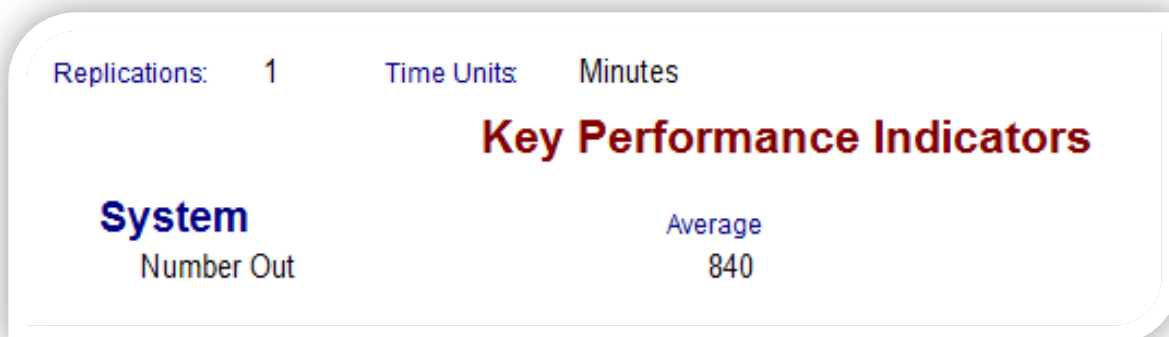 Replications: 1 Time Units: Minutes
Key Performance Indicators
System Average
Number Out 840